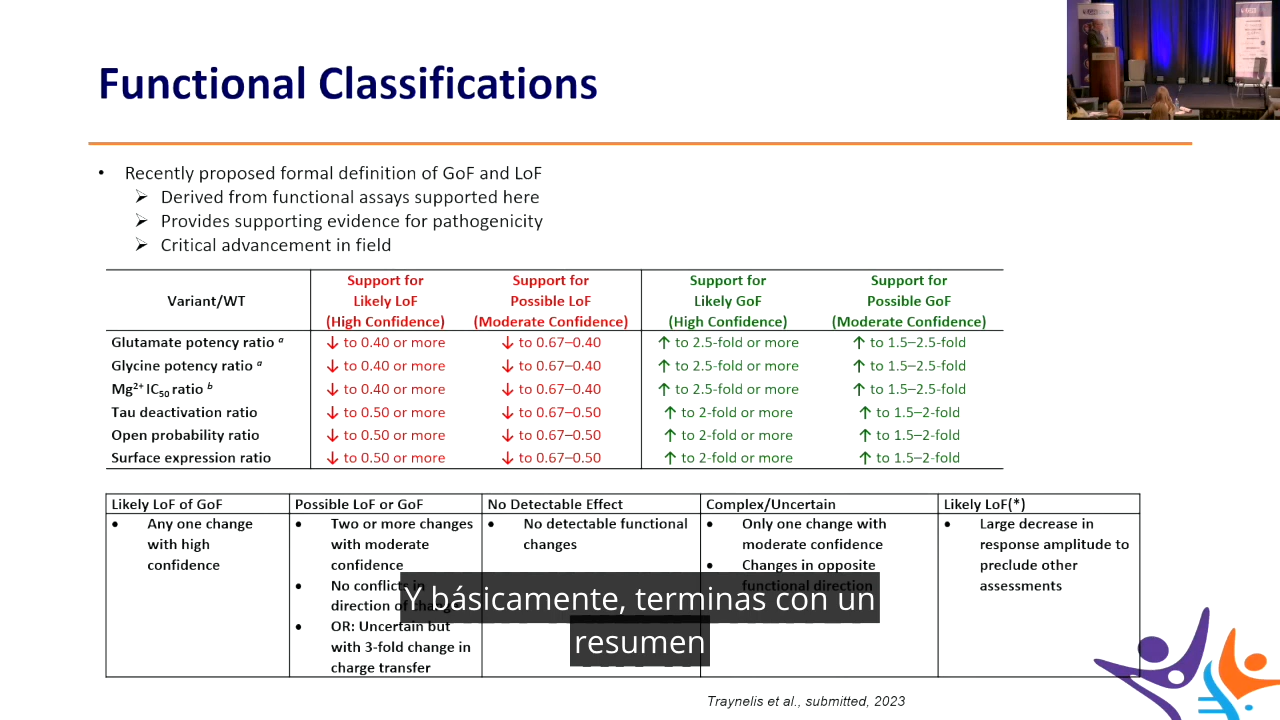 Functional Classifications
• Recently proposed formal definition of GoF and LoF
➢ Derived from functional assays supported here
➢ Provides supporting evidence for pathogenicity
➢ Critical advancement in field
Variant/WT
Support for
Likely LoF
(High Confidence)
Support for
Possible LoF
(Moderate Confidence)
Support for
Likely GoF
(High Confidence)
Support for
Possible GoF
(Moderate Confidence)
Glutamate potency ratio ᵃ ↓ to 0.40 or more ↓ to 0.67–0.40 ↑ to 2.5-fold or more ↑ to 1.5–2.5-fold
Glycine potency ratio ᵃ ↓ to 0.40 or more ↓ to 0.67–0.40 ↑ to 2.5-fold or more ↑ to 1.5–2.5-fold
Mg²⁺ IC₅₀ ratio ᵇ ↓ to 0.40 or more ↓ to 0.67–0.40 ↑ to 2.5-fold or more ↑ to 1.5–2.5-fold
Tau deactivation ratio ↓ to 0.50 or more ↓ to 0.67–0.50 ↑ to 2-fold or more ↑ to 1.5–2-fold
Open probability ratio ↓ to 0.50 or more ↓ to 0.67–0.50 ↑ to 2-fold or more ↑ to 1.5–2-fold
Surface expression ratio ↓ to 0.50 or more ↓ to 0.67–0.50 ↑ to 2-fold or more ↑ to 1.5–2-fold
Likely LoF of GoF
• Any one change
with high
confidence
Possible LoF or GoF
• Two or more changes
with moderate
confidence
• No conflicts in
direction of change
• OR: Uncertain but
with 3-fold change in
charge transfer
No Detectable Effect
• No detectable functional
changes
Complex/Uncertain
• Only one change with
moderate confidence
• Changes in opposite
functional direction
Likely LoF(*)
• Large decrease in
response amplitude to
preclude other
assessments
Y básicamente, terminas con un
resumen
Traynelis et al., submitted, 2023